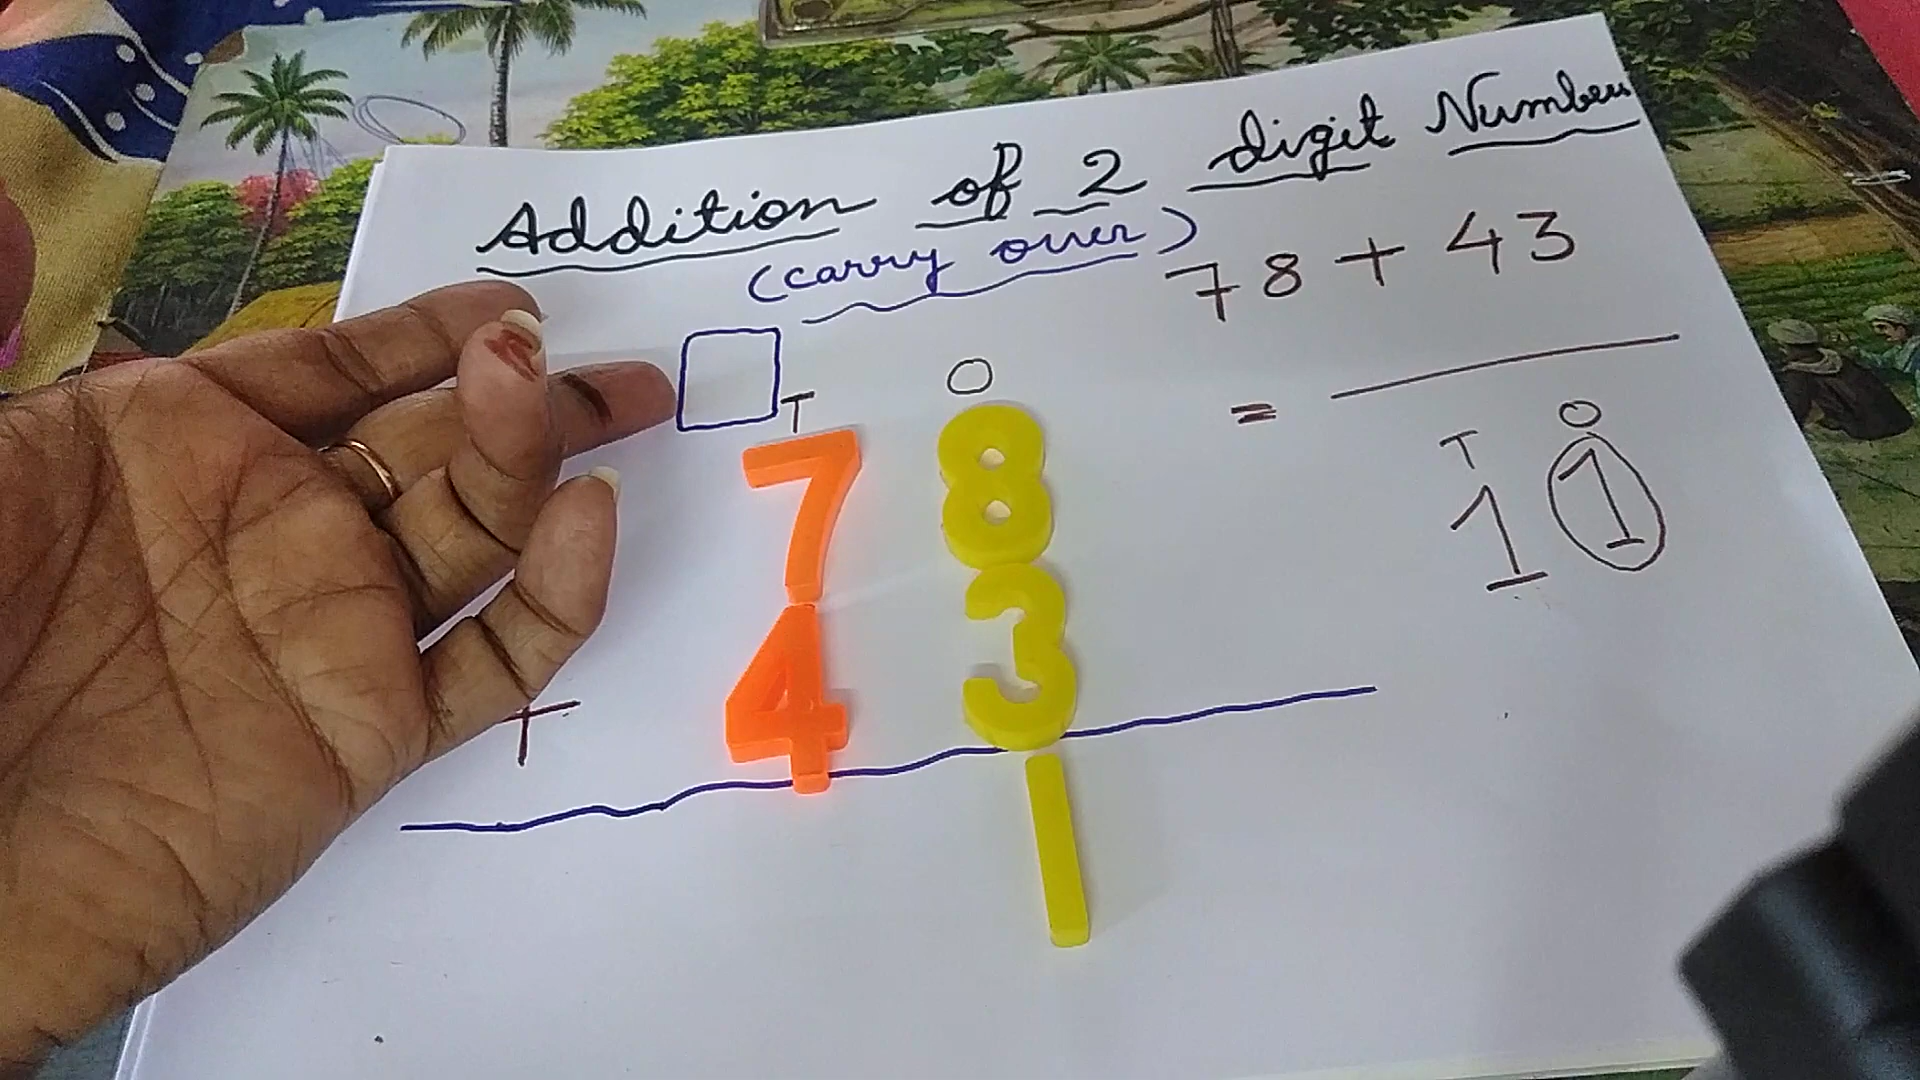 Addition of 2 digit Number
(carry over)
78 + 43
T O
=
T O
7 8
1 1
4 3
+
1